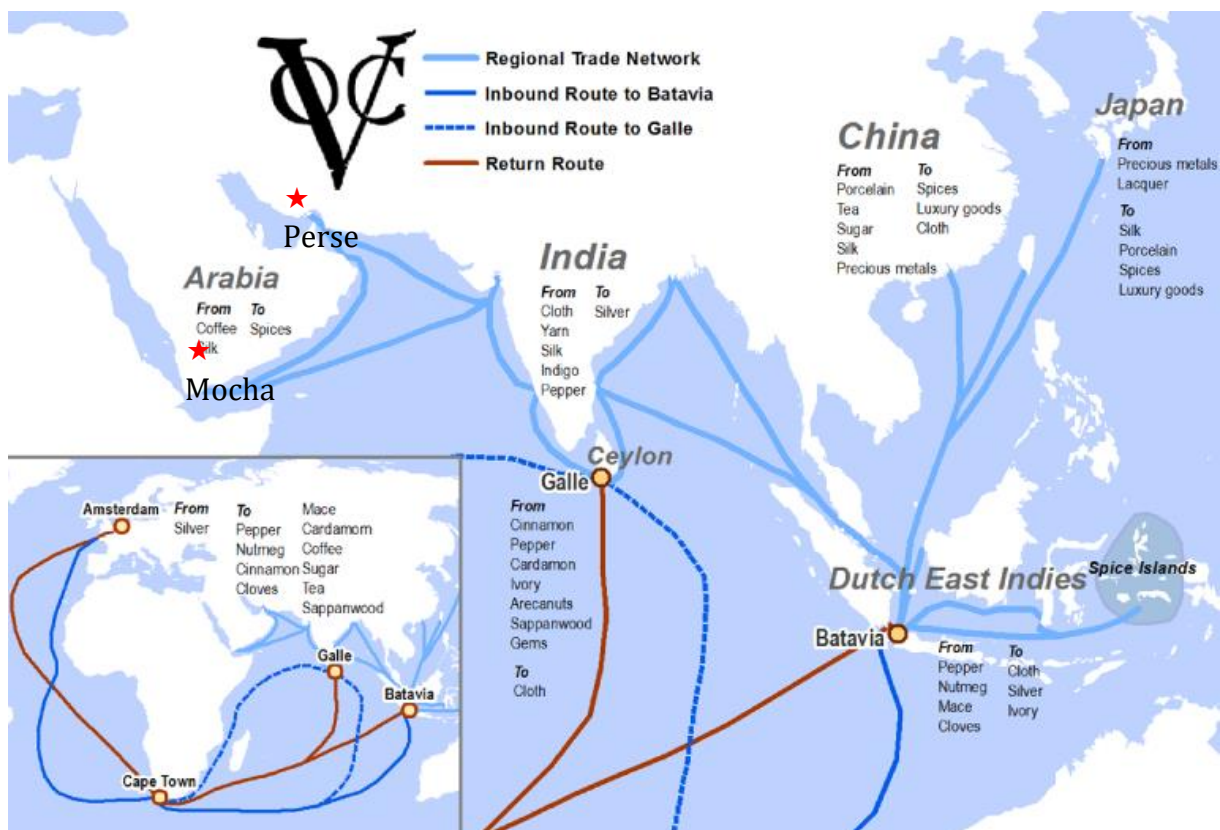 VOC
Regional Trade Network
Inbound Route to Batavia
Inbound Route to Galle
Return Route
Perse
Arabia
From To
Coffee Spices
Silk
Mocha
India
From To
Cloth Silver
Yarn
Silk
Indigo
Pepper
China
From To
Porcelain Spices
Tea Luxury goods
Sugar Cloth
Silk
Precious metals
Japan
From
Precious metals
Lacquer
To
Silk
Porcelain
Spices
Luxury goods
Ceylon
Galle
From
Cinnamon
Pepper
Cardamon
Ivory
Arecanuts
Sappanwood
Gems
To
Cloth
Dutch East Indies
Spice Islands
Batavia
From To
Pepper Cloth
Nutmeg Silver
Mace Ivory
Cloves
Amsterdam
From To
Silver Pepper
Nutmeg
Cinnamon
Cloves
Mace
Cardamom
Coffee
Sugar
Tea
Sappanwood
Galle
Batavia
Cape Town